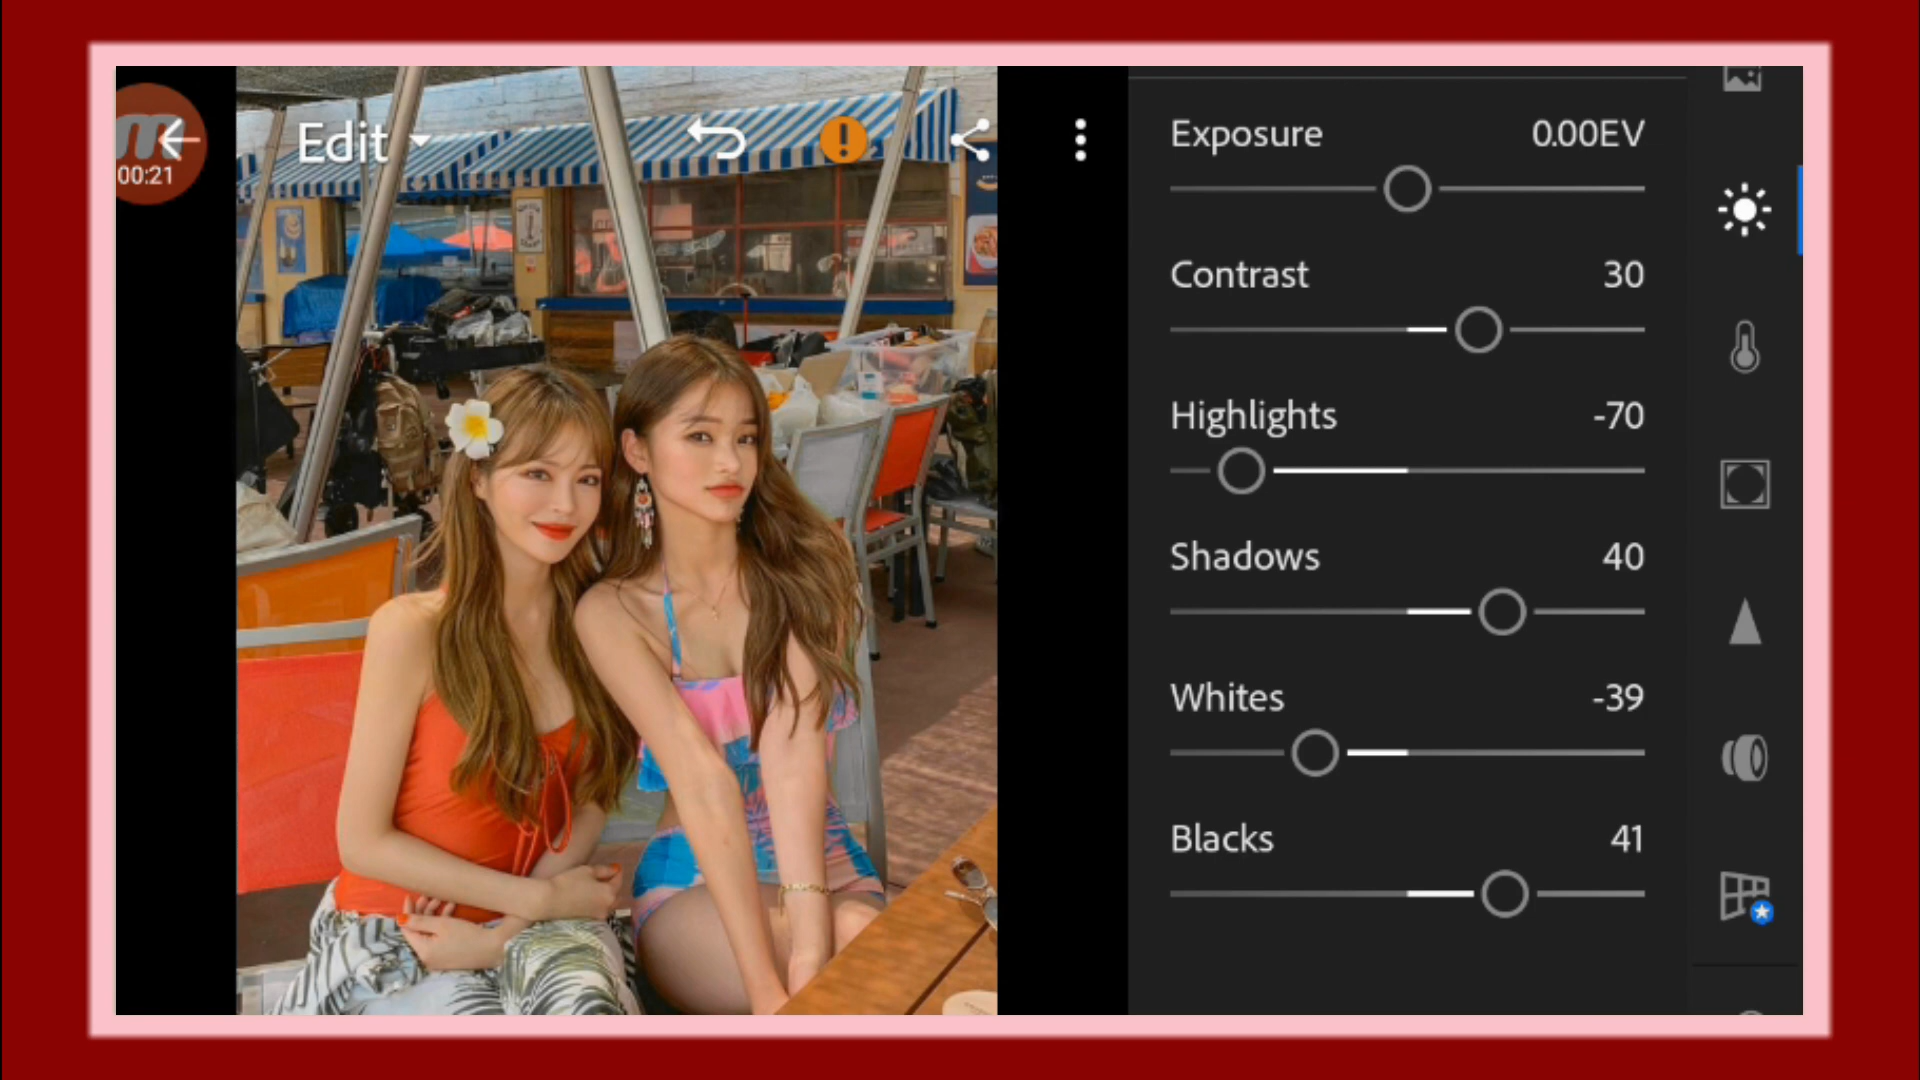 m
00:21
Edit
Exposure 0.00EV
Contrast 30
Highlights -70
Shadows 40
Whites -39
Blacks 41